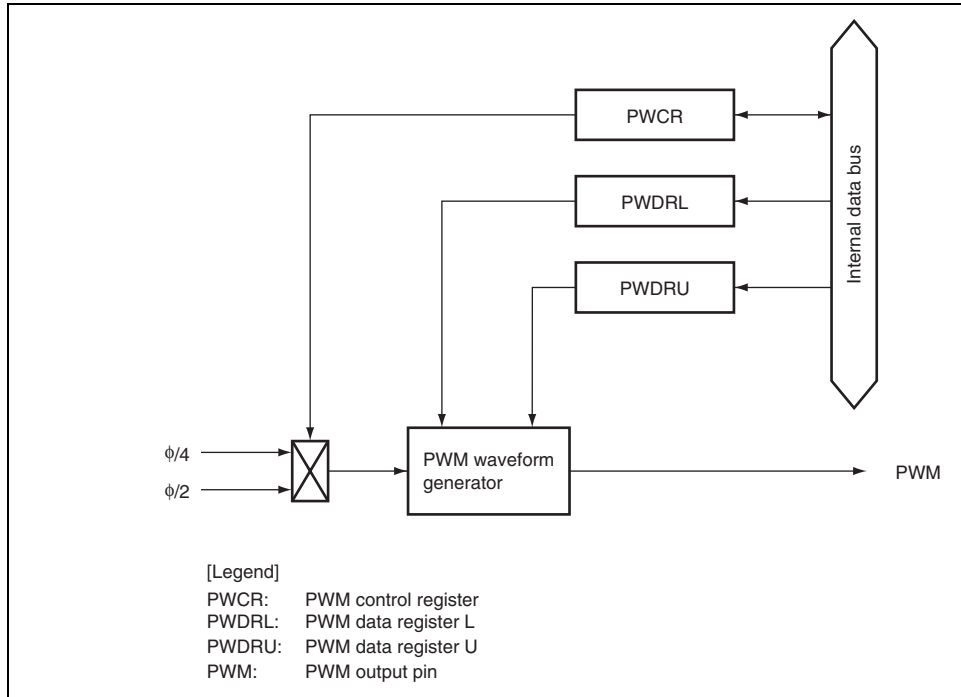 PWCR
PWDRL
PWDRU
Internal data bus
ϕ/4
ϕ/2
PWM waveform
generator
PWM
[Legend]
PWCR: PWM control register
PWDRL: PWM data register L
PWDRU: PWM data register U
PWM: PWM output pin